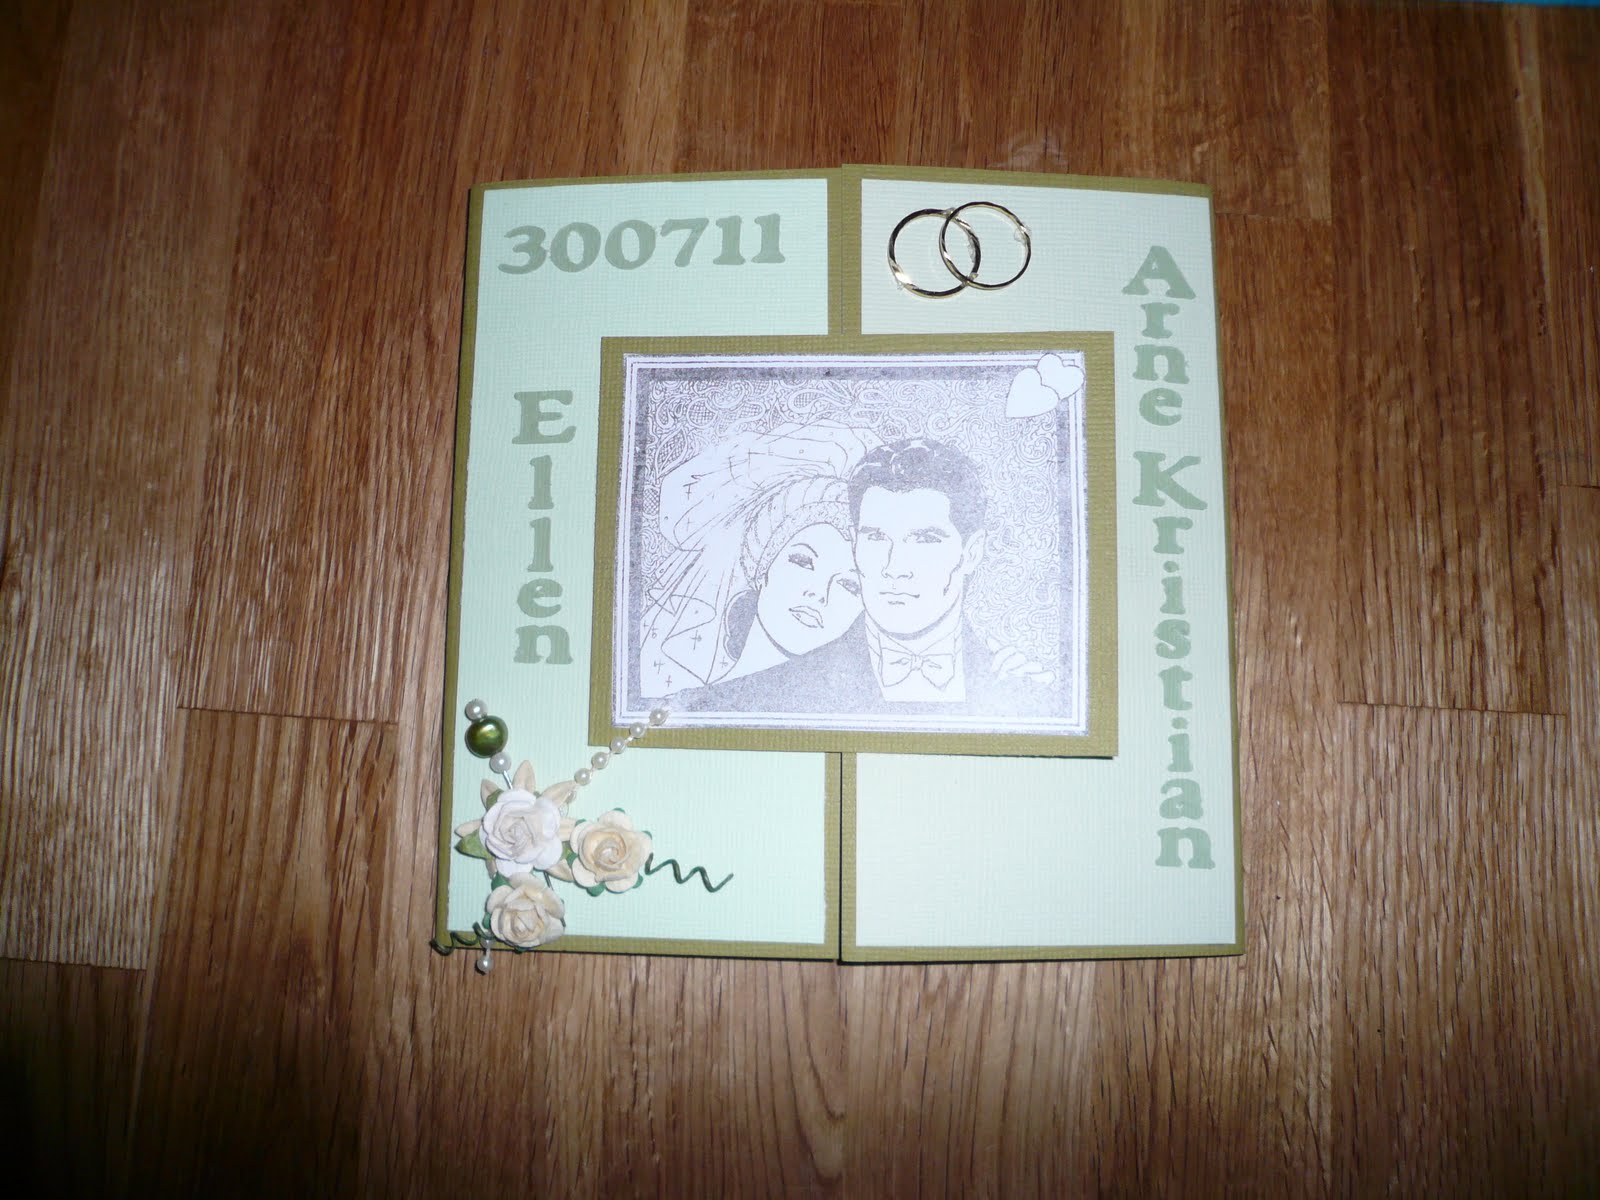 300711
Ellen
Arne Kristian